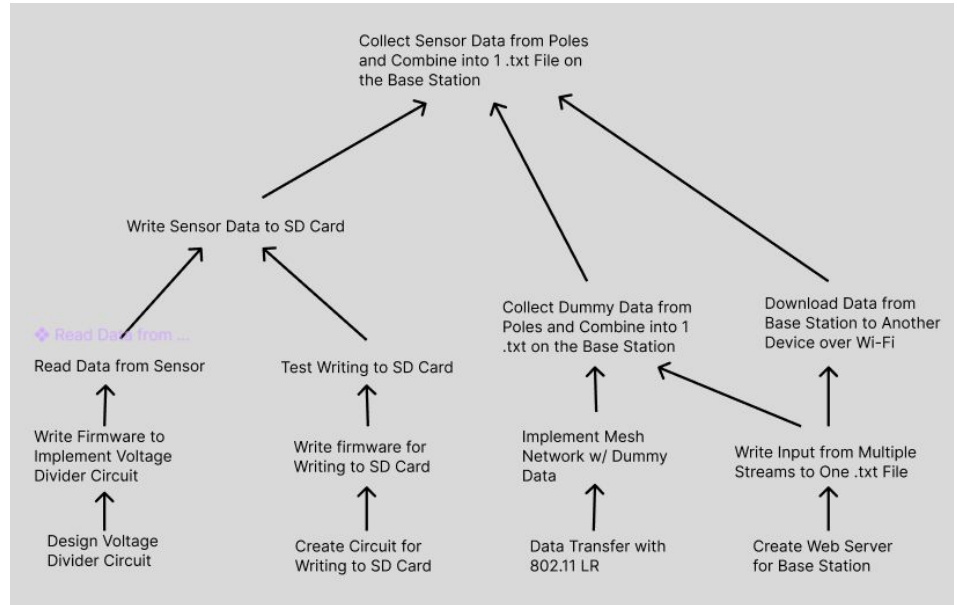 Collect Sensor Data from Poles
and Combine into 1 .txt File on
the Base Station
Write Sensor Data to SD Card
Read Data from ...
Read Data from Sensor
Test Writing to SD Card
Collect Dummy Data from
Poles and Combine into 1
.txt on the Base Station
Download Data from
Base Station to Another
Device over Wi-Fi
Write Firmware to
Implement Voltage
Divider Circuit
Write firmware for
Writing to SD Card
Implement Mesh
Network w/ Dummy
Data
Write Input from Multiple
Streams to One .txt File
Design Voltage
Divider Circuit
Create Circuit for
Writing to SD Card
Data Transfer with
802.11 LR
Create Web Server
for Base Station